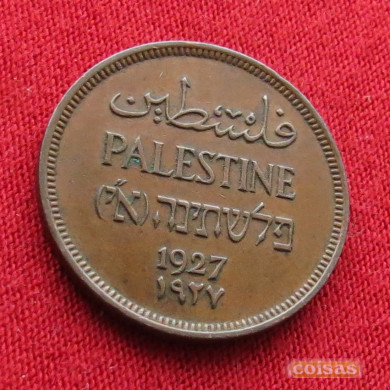 فلسطين
PALESTINE
פלשתינה (א״י)
1927
١٩٢٧
coisas